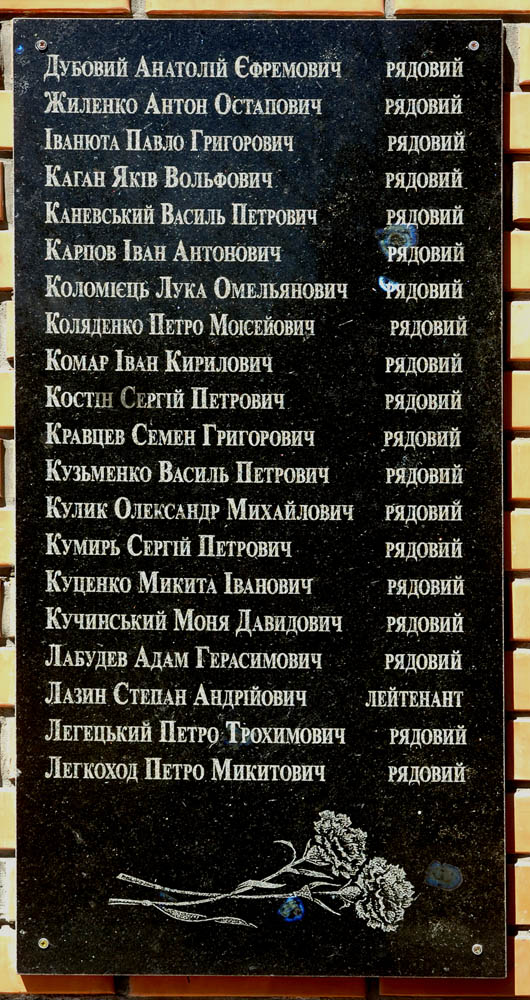 Дубовий Анатолій Єфремович рядовий
Жиленко Антон Остапович рядовий
Іванюта Павло Григорович рядовий
Каган Яків Вольфович рядовий
Каневський Василь Петрович рядовий
Карпов Іван Антонович рядовий
Коломієць Лука Омельянович рядовий
Коляденко Петро Моісейович рядовий
Комар Іван Кирилович рядовий
Костін Сергій Петрович рядовий
Кравцев Семен Григорович рядовий
Кузьменко Василь Петрович рядовий
Кулик Олександр Михайлович рядовий
Кумирь Сергій Петрович рядовий
Куценко Микита Іванович рядовий
Кучинський Моня Давидович рядовий
Лабудев Адам Герасимович рядовий
Лазин Степан Андрійович лейтенант
Легецький Петро Трохимович рядовий
Легкоход Петро Микитович рядовий